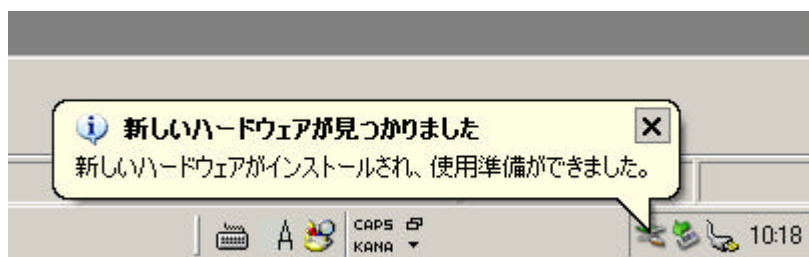 新しいハードウェアが見つかりました
新しいハードウェアがインストールされ、使用準備ができました。
A
CAPS
KANA
10:18